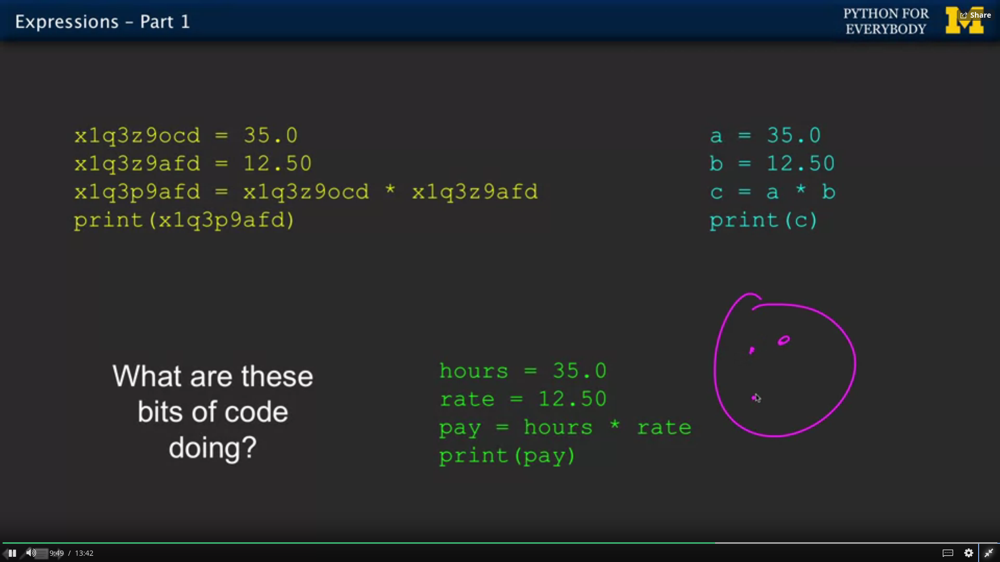 Expressions – Part 1
PYTHON FOR
EVERYBODY
M
Share
x1q3z9ocd = 35.0
x1q3z9afd = 12.50
x1q3p9afd = x1q3z9ocd * x1q3z9afd
print(x1q3p9afd)
a = 35.0
b = 12.50
c = a * b
print(c)
What are these
bits of code
doing?
hours = 35.0
rate = 12.50
pay = hours * rate
print(pay)
9:49 / 13:42